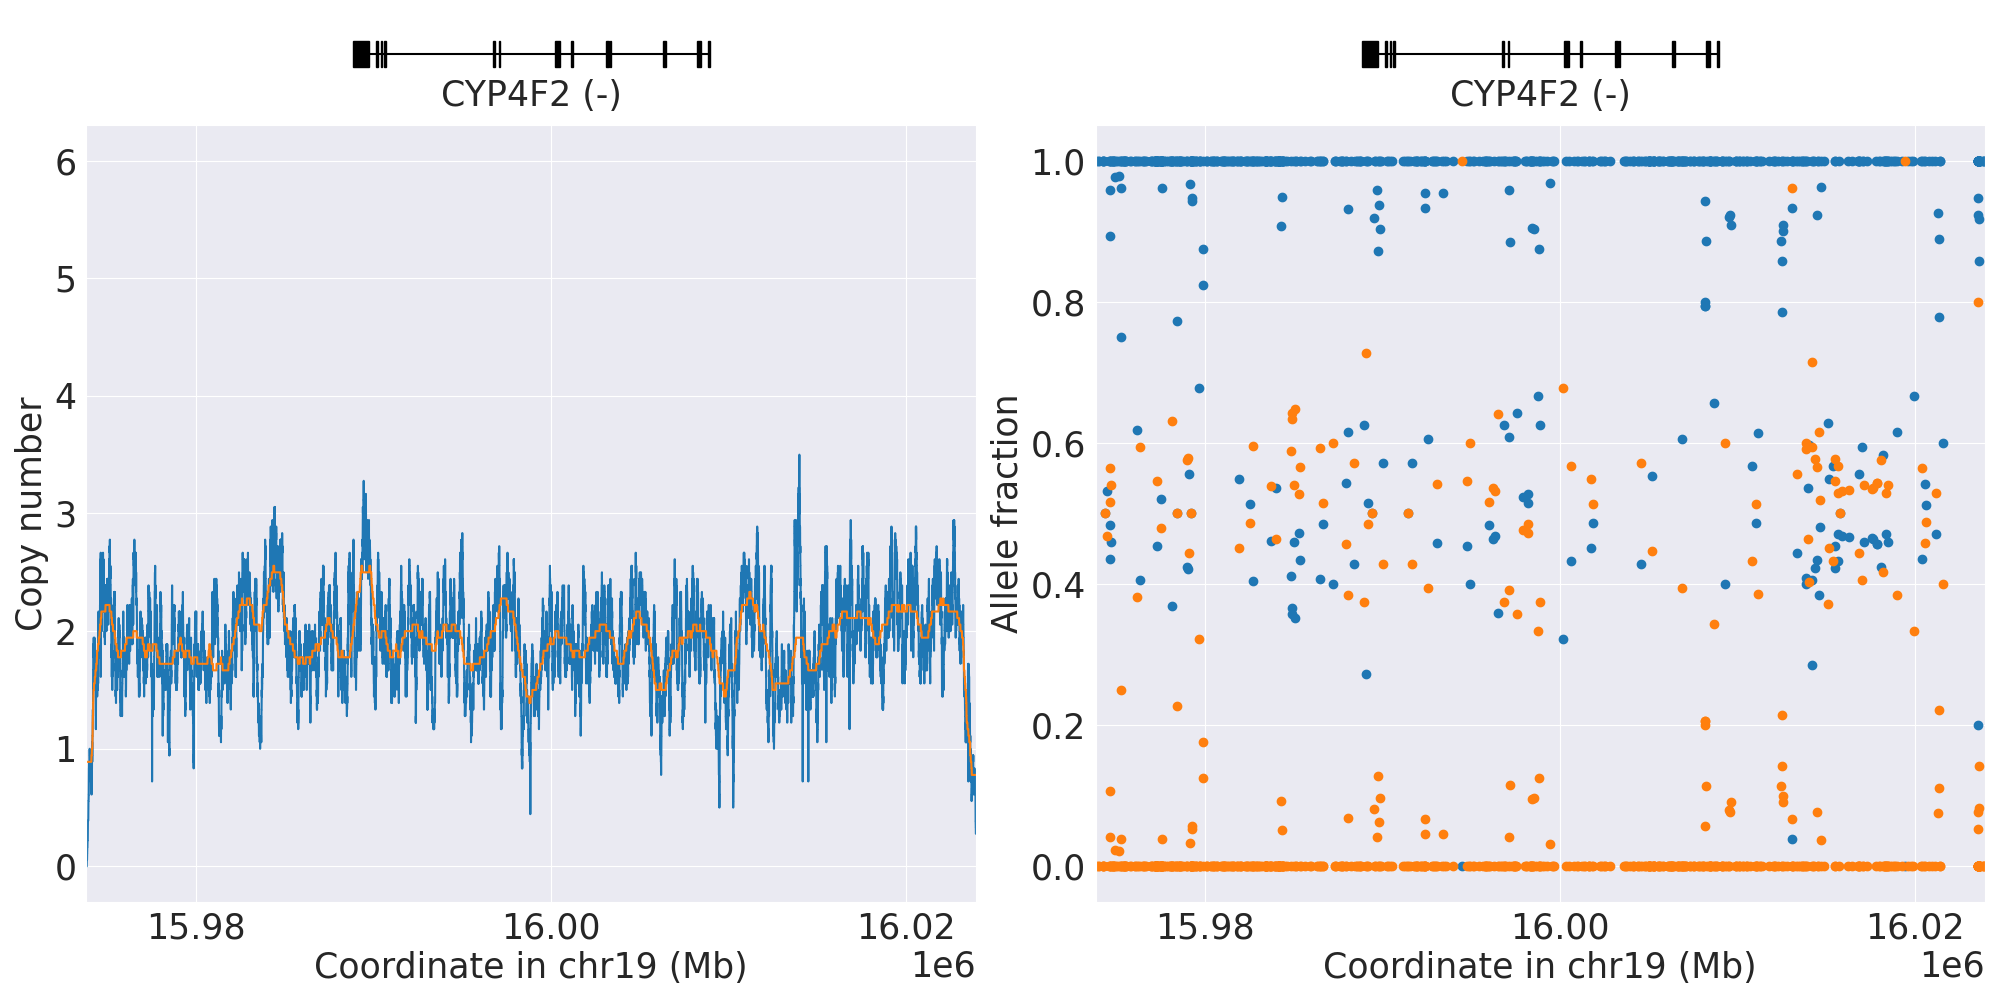 CYP4F2 (-)
6
5
4
3
2
1
0
Copy number
15.98
16.00
16.02
Coordinate in chr19 (Mb)
1e6
CYP4F2 (-)
1.0
0.8
0.6
0.4
0.2
0.0
Allele fraction
15.98
16.00
16.02
Coordinate in chr19 (Mb)
1e6